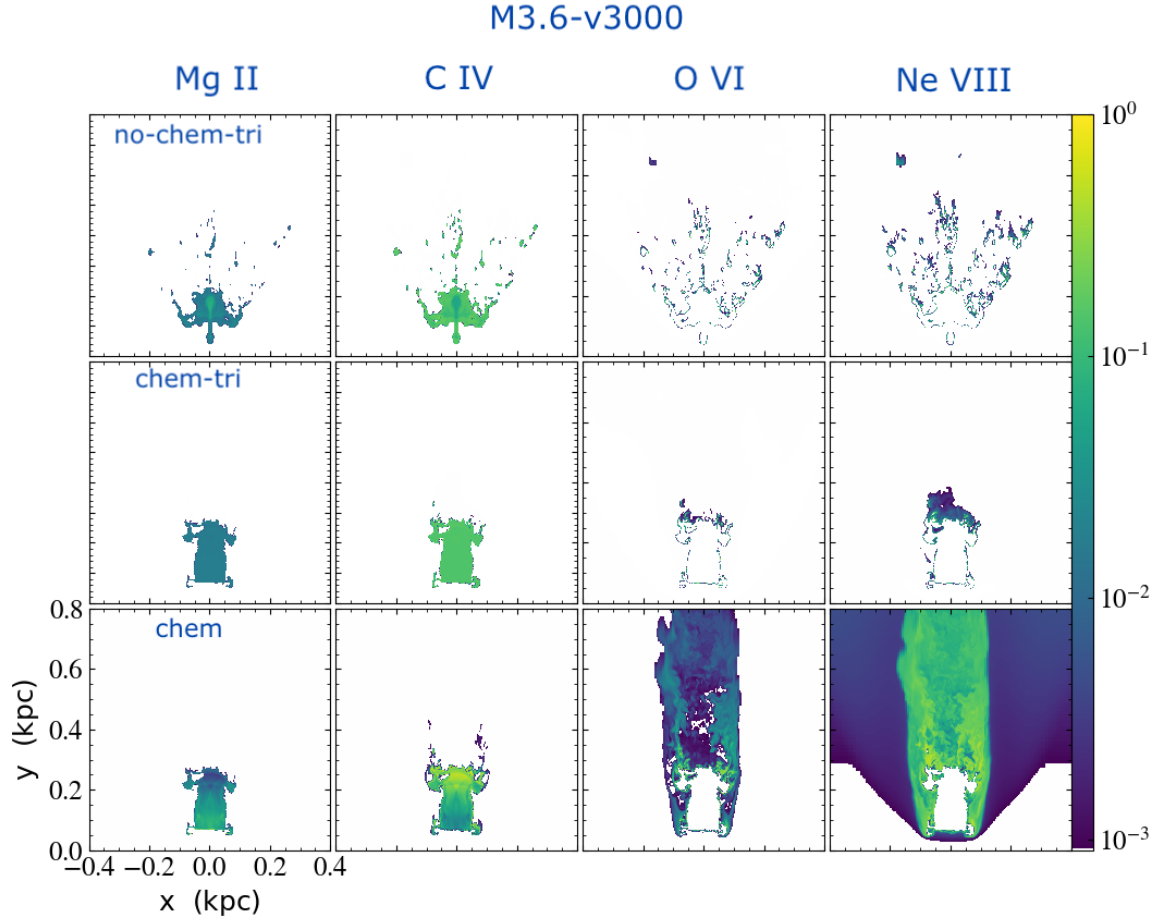 M3.6-v3000
Mg II C IV O VI Ne VIII
no-chem-tri
10⁰
10⁻¹
chem-tri
10⁻²
chem
0.8
0.6
0.4
0.2
0.0
y (kpc)
10⁻³
−0.4 −0.2 0.0 0.2 0.4
x (kpc)